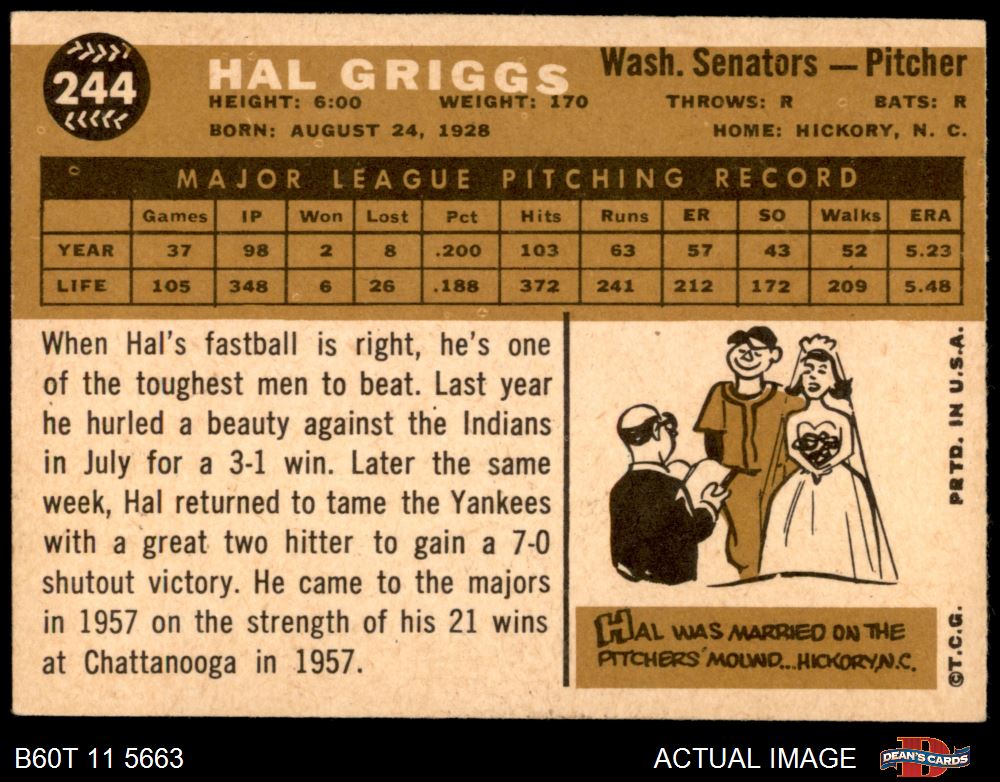 244
HAL GRIGGS
Wash. Senators — Pitcher
HEIGHT: 6:00 WEIGHT: 170 THROWS: R BATS: R
BORN: AUGUST 24, 1928 HOME: HICKORY, N. C.
MAJOR LEAGUE PITCHING RECORD
Games IP Won Lost Pct Hits Runs ER SO Walks ERA
YEAR 37 98 2 8 .200 103 63 57 43 52 5.23
LIFE 105 348 6 26 .188 372 241 212 172 209 5.48
When Hal's fastball is right, he's one
of the toughest men to beat. Last year
he hurled a beauty against the Indians
in July for a 3-1 win. Later the same
week, Hal returned to tame the Yankees
with a great two hitter to gain a 7-0
shutout victory. He came to the majors
in 1957 on the strength of his 21 wins
at Chattanooga in 1957.
HAL WAS MARRIED ON THE
PITCHERS' MOUND...HICKORY,N.C.
©T.C.G. PRTD. IN U.S.A.
B60T 11 5663
ACTUAL IMAGE
DEAN'S CARDS